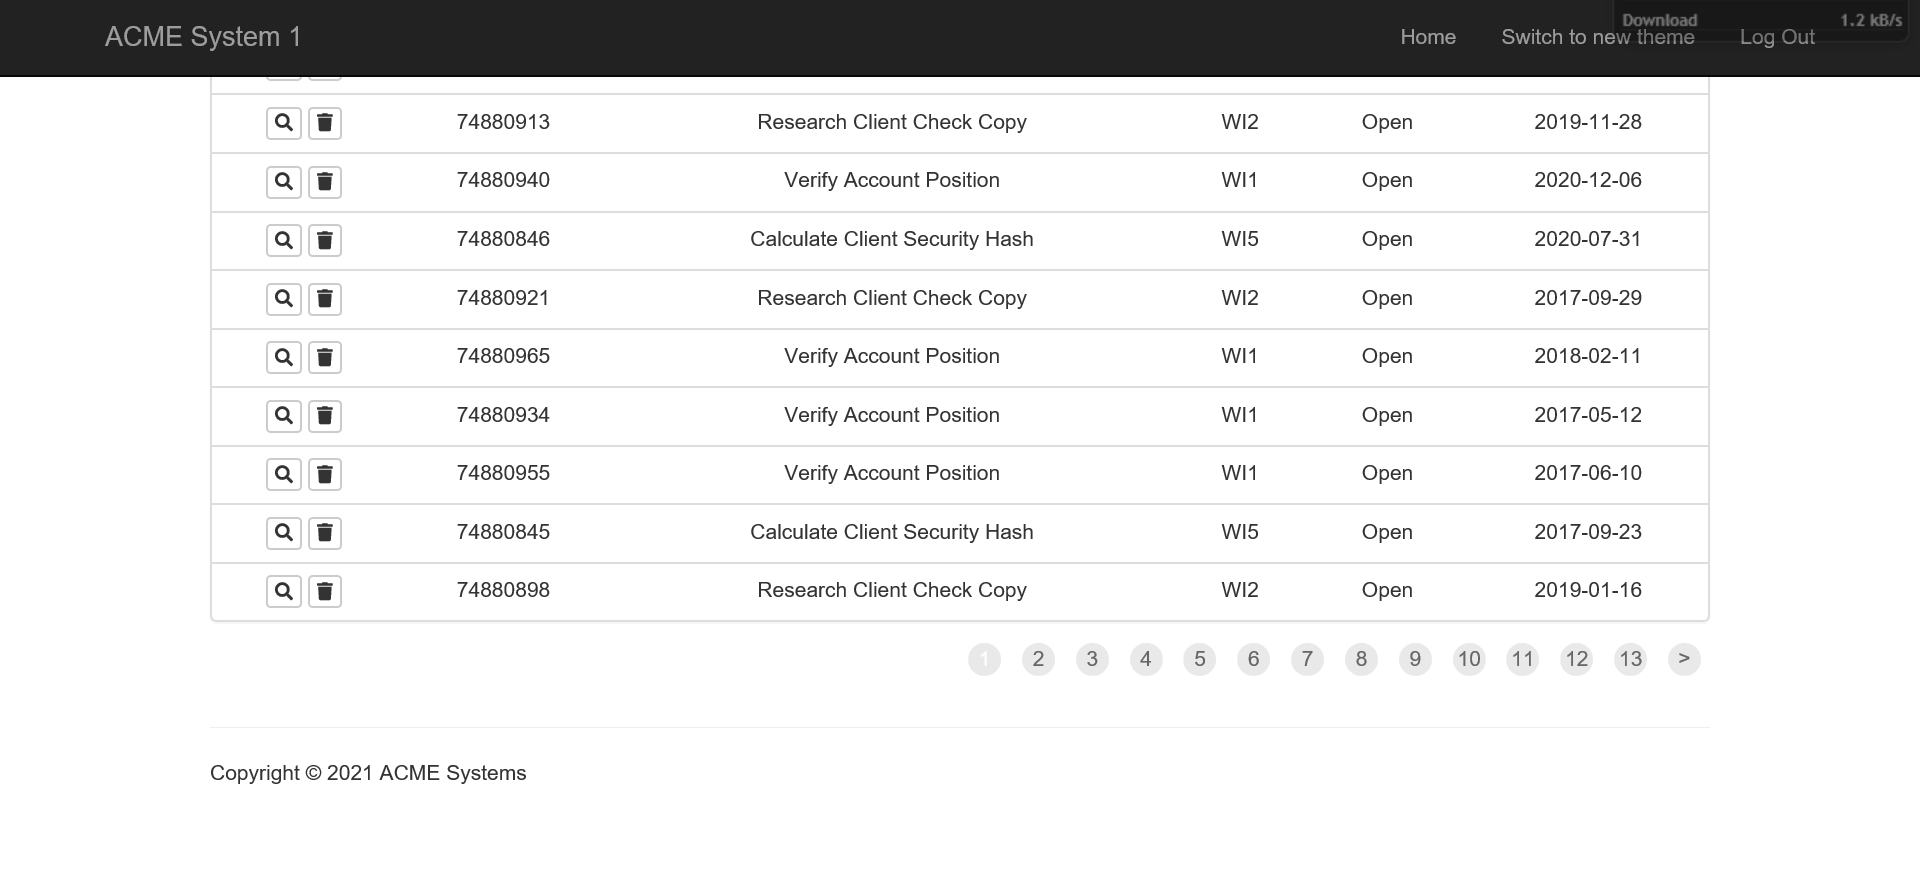 ACME System 1 Home Switch to new theme Log Out
Download 1.2 kB/s
74880913 Research Client Check Copy WI2 Open 2019-11-28
74880940 Verify Account Position WI1 Open 2020-12-06
74880846 Calculate Client Security Hash WI5 Open 2020-07-31
74880921 Research Client Check Copy WI2 Open 2017-09-29
74880965 Verify Account Position WI1 Open 2018-02-11
74880934 Verify Account Position WI1 Open 2017-05-12
74880955 Verify Account Position WI1 Open 2017-06-10
74880845 Calculate Client Security Hash WI5 Open 2017-09-23
74880898 Research Client Check Copy WI2 Open 2019-01-16
1 2 3 4 5 6 7 8 9 10 11 12 13 >
Copyright © 2021 ACME Systems